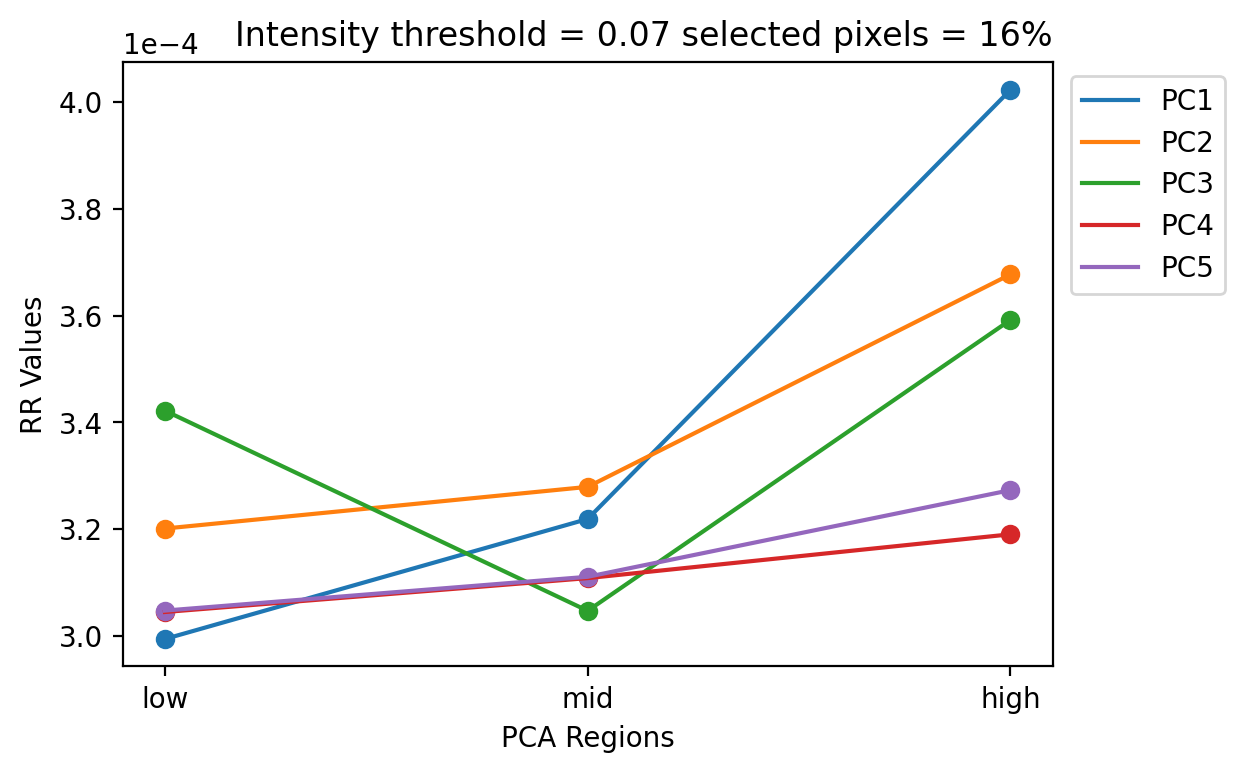 1e−4 Intensity threshold = 0.07 selected pixels = 16%
4.0
3.8
3.6
3.4
3.2
3.0
RR Values
low mid high
PCA Regions
PC1
PC2
PC3
PC4
PC5